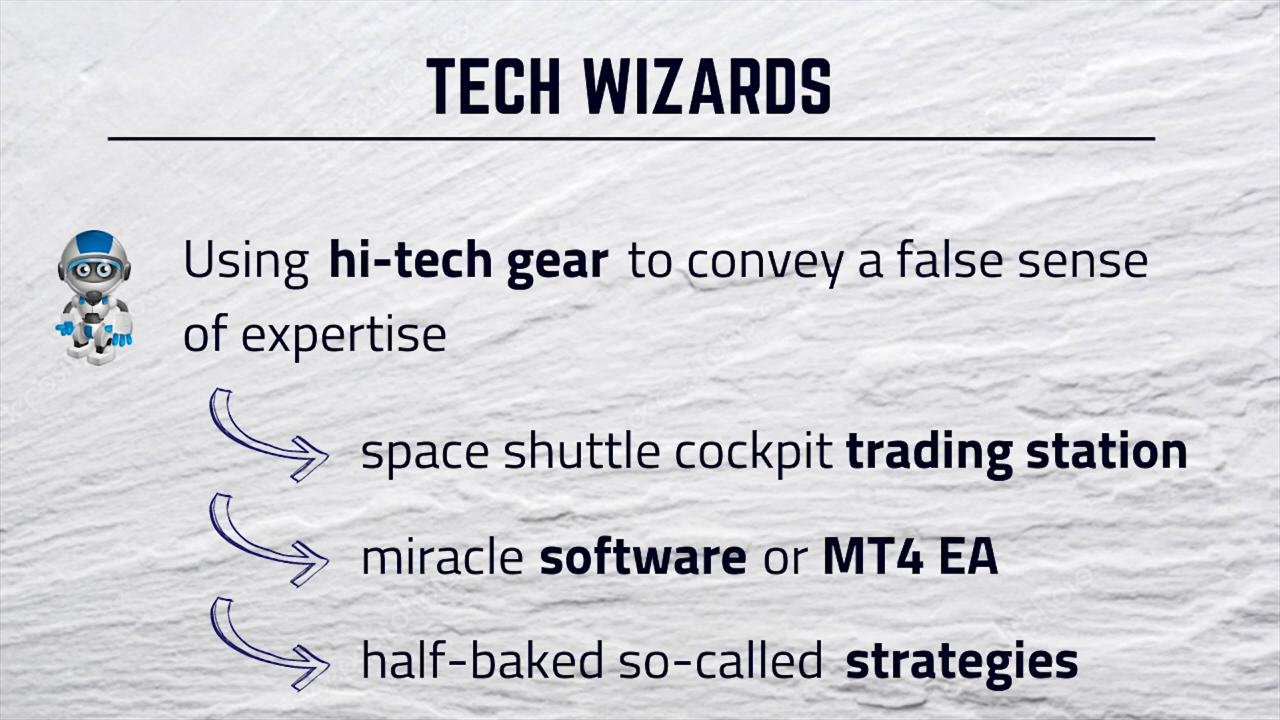 TECH WIZARDS
Using hi-tech gear to convey a false sense
of expertise
space shuttle cockpit trading station
miracle software or MT4 EA
half-baked so-called strategies